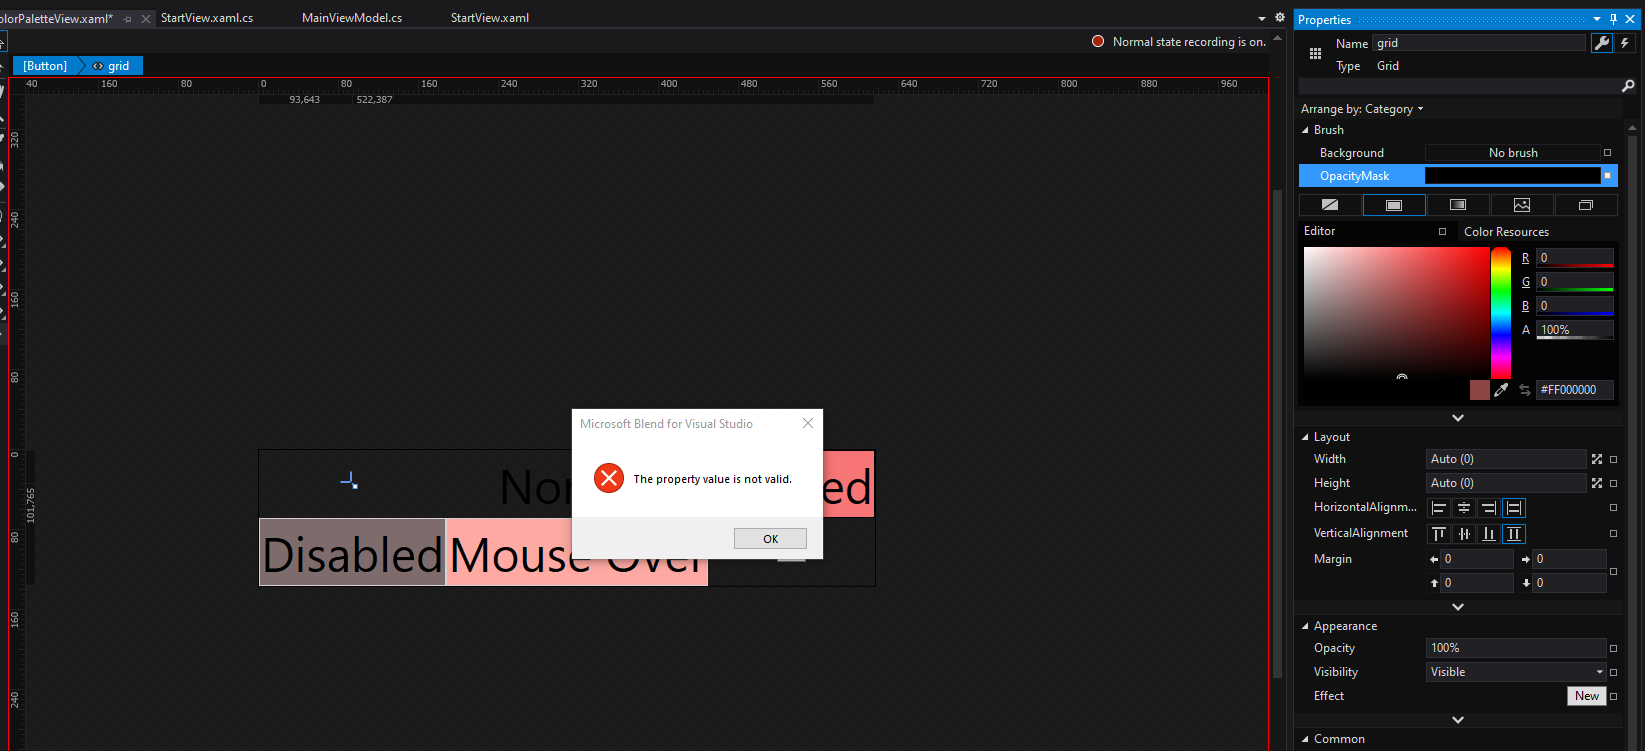 olorPaletteView.xaml* StartView.xaml.cs MainViewModel.cs StartView.xaml
Normal state recording is on.
[Button] grid
40 160 80 0 80 160 240 320 400 480 560 640 720 800 880 960
93,643 522,387
320
240
160
80
0
101,765
80
160
240
Nor
ed
Disabled Mouse Over
Microsoft Blend for Visual Studio
The property value is not valid.
OK
Properties
Name grid
Type Grid
Arrange by: Category
Brush
Background No brush
OpacityMask
Editor Color Resources
R 0
G 0
B 0
A 100%
#FF000000
Layout
Width Auto (0)
Height Auto (0)
HorizontalAlignm...
VerticalAlignment
Margin 0 0
0 0
Appearance
Opacity 100%
Visibility Visible
Effect New
Common